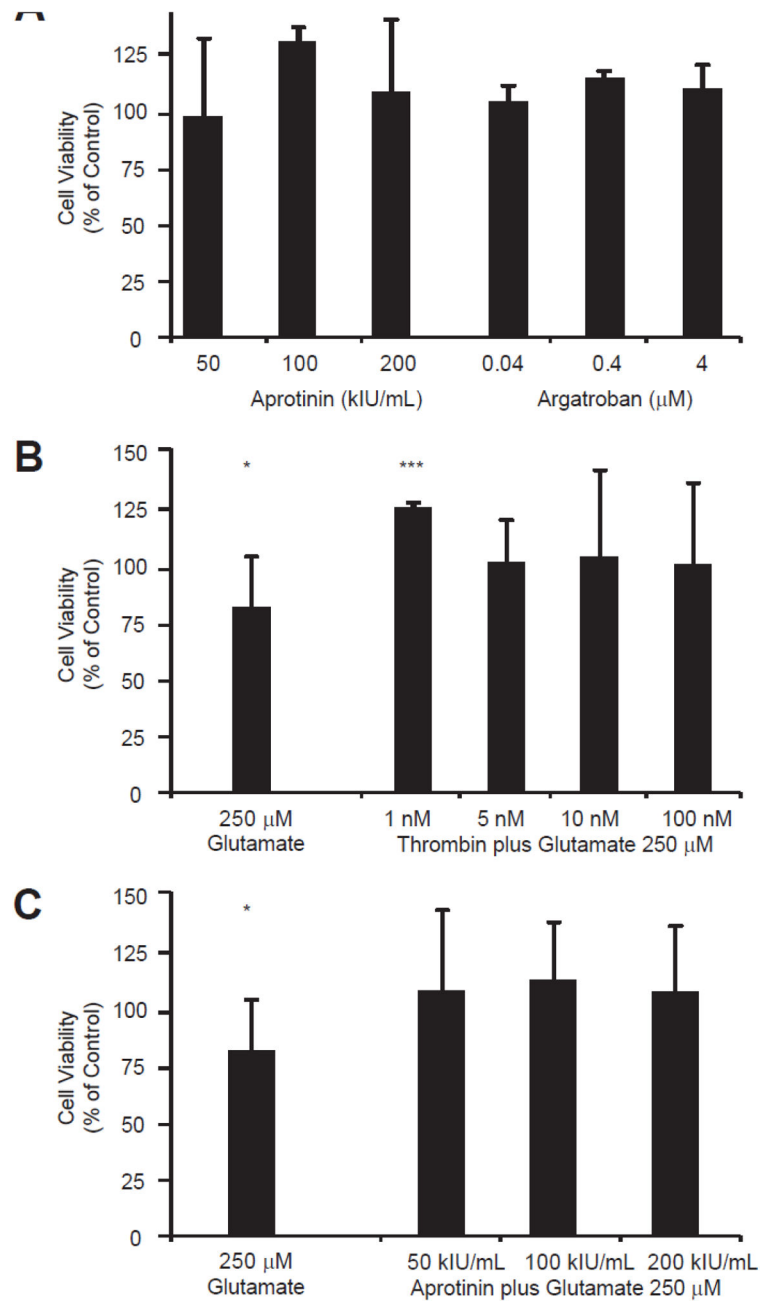 A
Cell Viability
(% of Control)
125
100
75
50
25
0
50 100 200 0.04 0.4 4
Aprotinin (kIU/mL) Argatroban (μM)
B
Cell Viability
(% of Control)
150
125
100
75
50
25
0
* ***
250 μM 1 nM 5 nM 10 nM 100 nM
Glutamate Thrombin plus Glutamate 250 μM
C
Cell Viability
(% of Control)
150
125
100
75
50
25
0
*
250 μM 50 kIU/mL 100 kIU/mL 200 kIU/mL
Glutamate Aprotinin plus Glutamate 250 μM